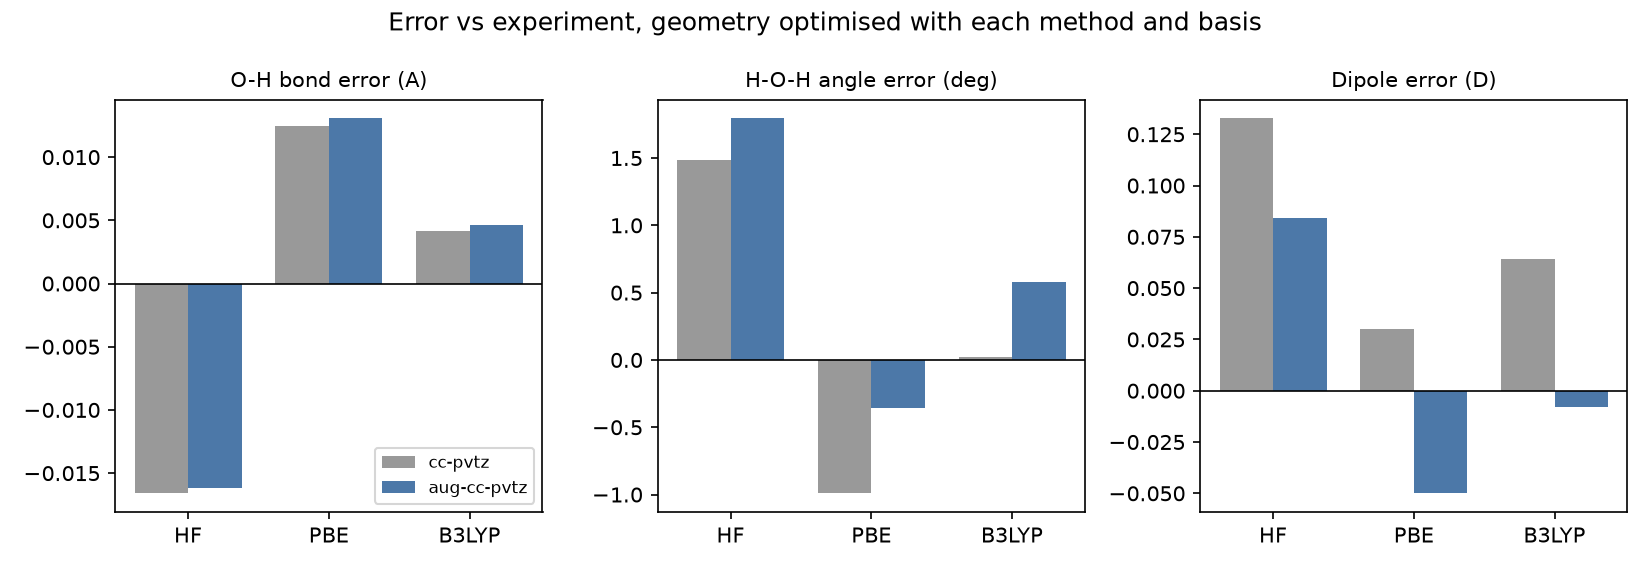 Error vs experiment, geometry optimised with each method and basis
O-H bond error (A)
0.010
0.005
0.000
−0.005
−0.010
−0.015
HF
PBE
B3LYP
cc-pvtz
aug-cc-pvtz
H-O-H angle error (deg)
1.5
1.0
0.5
0.0
−0.5
−1.0
HF
PBE
B3LYP
Dipole error (D)
0.125
0.100
0.075
0.050
0.025
0.000
−0.025
−0.050
HF
PBE
B3LYP